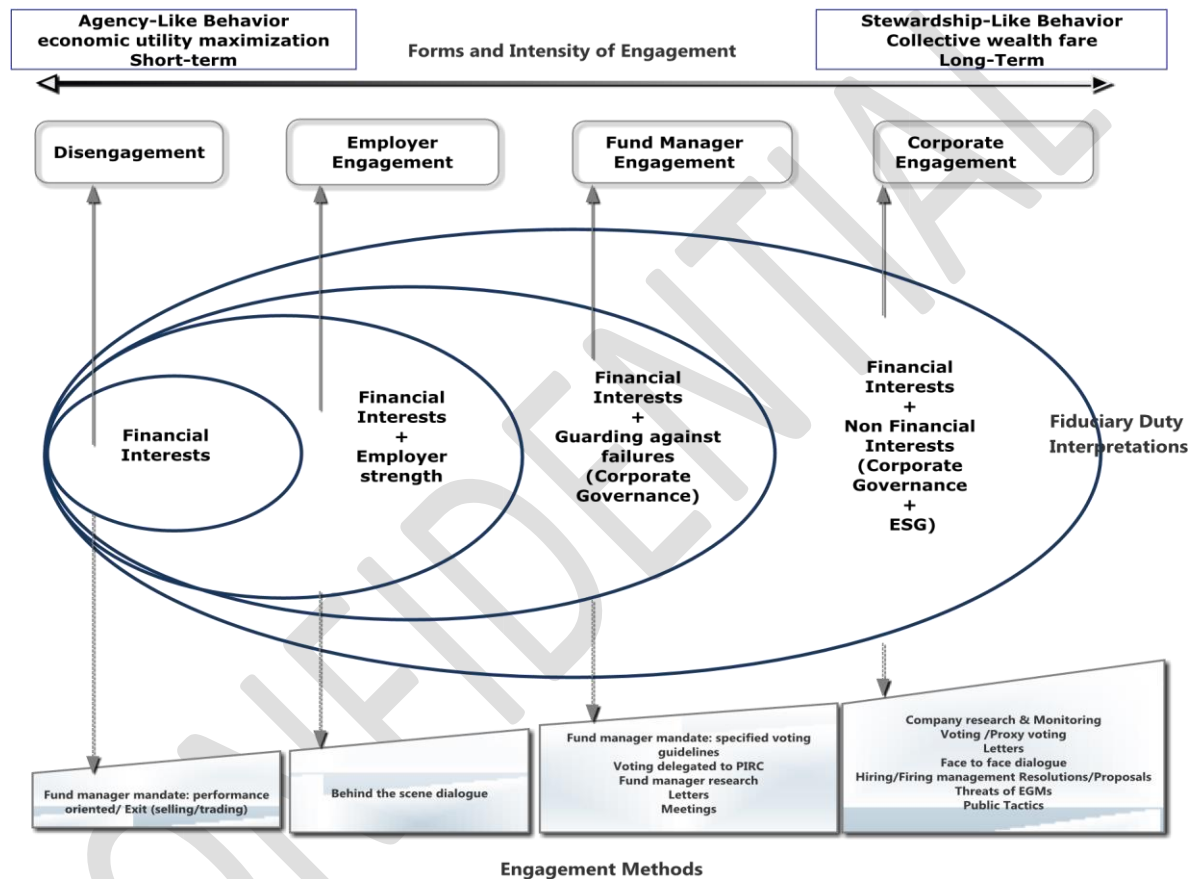 Agency-Like Behavior
economic utility maximization
Short-term
Forms and Intensity of Engagement
Stewardship-Like Behavior
Collective wealth fare
Long-Term
Disengagement
Employer
Engagement
Fund Manager
Engagement
Corporate
Engagement
Financial
Interests
Financial
Interests
+
Employer
strength
Financial
Interests
+
Guarding against
failures
(Corporate
Governance)
Financial
Interests
+
Non Financial
Interests
(Corporate
Governance
+
ESG)
Fiduciary Duty
Interpretations
Fund manager mandate: performance
oriented/ Exit (selling/trading)
Behind the scene dialogue
Fund manager mandate: specified voting
guidelines
Voting delegated to PIRC
Fund manager research
Letters
Meetings
Company research & Monitoring
Voting /Proxy voting
Letters
Face to face dialogue
Hiring/Firing management Resolutions/Proposals
Threats of EGMs
Public Tactics
Engagement Methods
ONFIDENTIAL